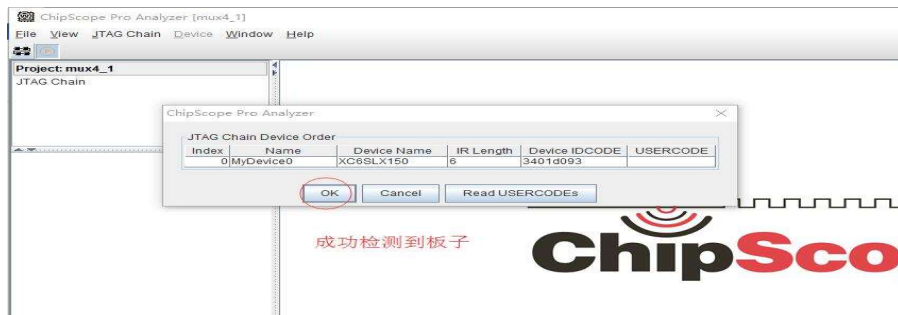 ChipScope Pro Analyzer [mux4_1]
File View JTAG Chain Device Window Help
Project: mux4_1
JTAG Chain
ChipScope Pro Analyzer
JTAG Chain Device Order
Index Name Device Name IR Length Device IDCODE USERCODE
0 MyDevice0 XC6SLX150 6 3401d093
OK Cancel Read USERCODEs
成功检测到板子
ChipSco